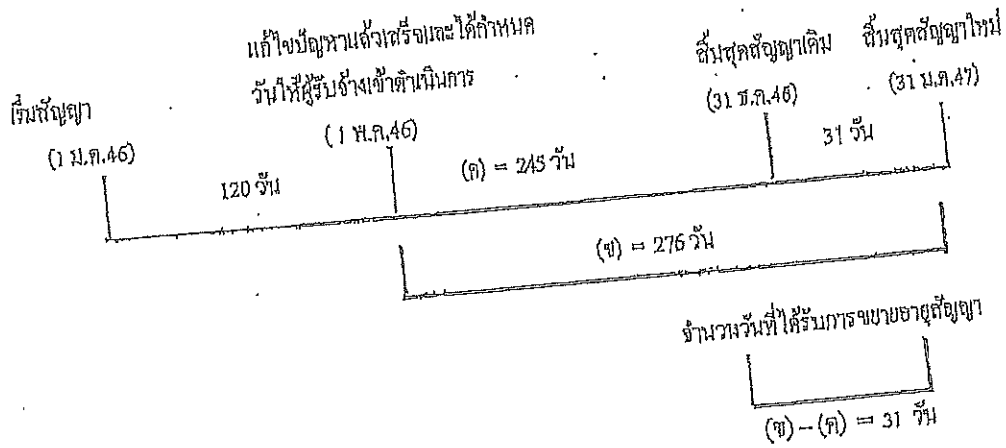 แก้ไขปัญหาแล้วเสร็จและได้กำหนด
วันให้ผู้รับจ้างเข้าดำเนินการ
(1 พ.ค.46)
เริ่มสัญญา
(1 ม.ค.46)
สิ้นสุดสัญญาเดิม
(31 ธ.ค.46)
สิ้นสุดสัญญาใหม่
(31 ม.ค.47)
120 วัน
(ค) = 245 วัน
31 วัน
(ข) = 276 วัน
จำนวนวันที่ได้รับการขยายอายุสัญญา
(ข) – (ค) = 31 วัน